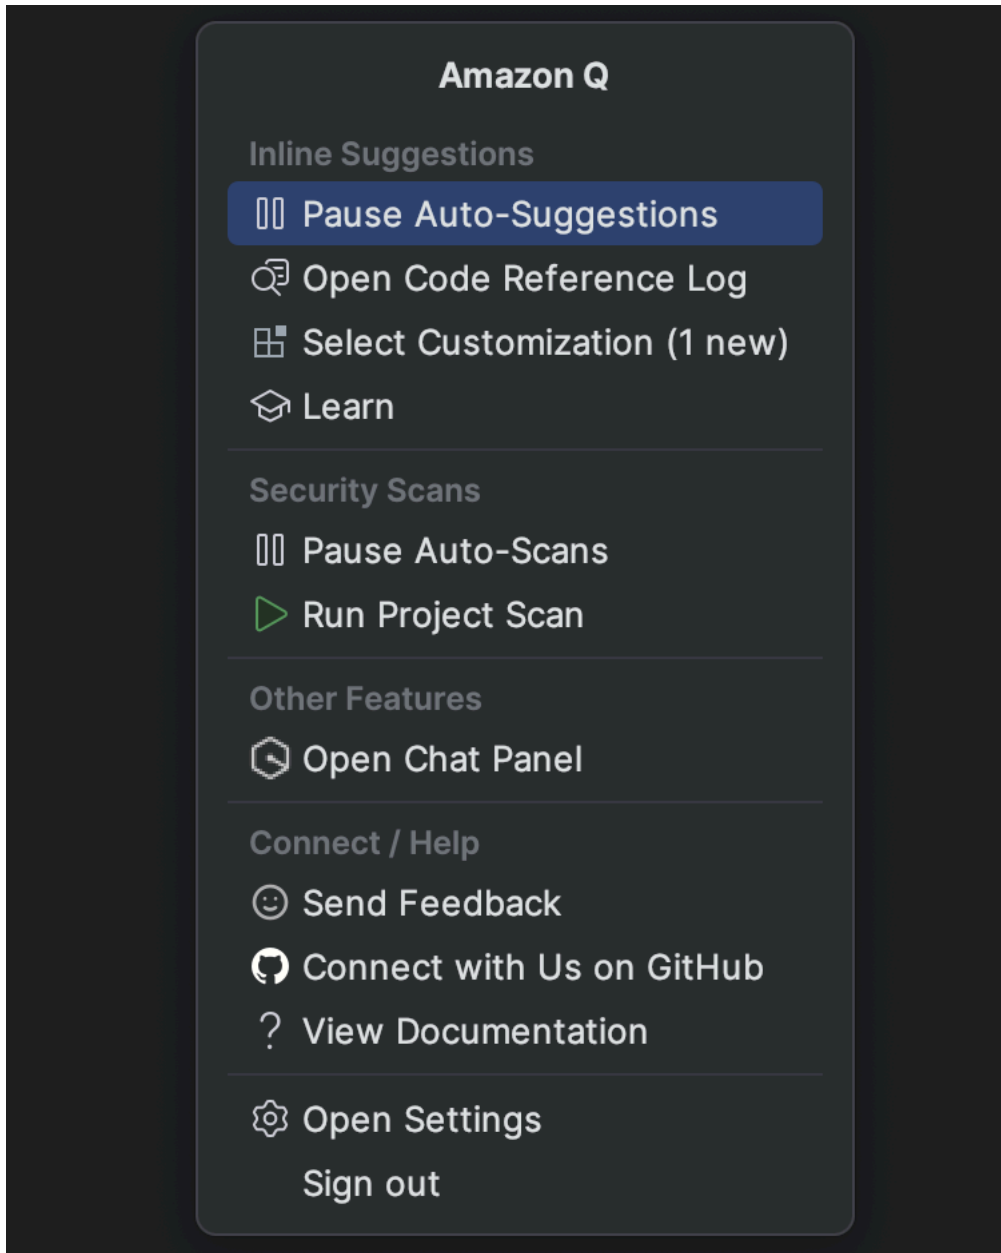 Amazon Q
Inline Suggestions
Pause Auto-Suggestions
Open Code Reference Log
Select Customization (1 new)
Learn
Security Scans
Pause Auto-Scans
Run Project Scan
Other Features
Open Chat Panel
Connect / Help
Send Feedback
Connect with Us on GitHub
View Documentation
Open Settings
Sign out